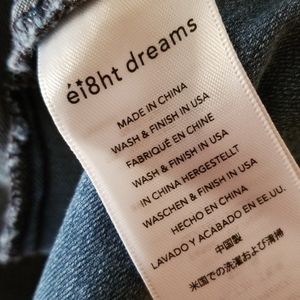 ei8ht dreams
MADE IN CHINA
WASH & FINISH IN USA
FABRIQUÉ EN CHINE
WASH & FINISH IN USA
IN CHINA HERGESTELLT
WASCHEN & FINISH IN USA
HECHO EN CHINA
LAVADO Y ACABADO EN EE.UU.
中国製
米国での洗濯および清掃